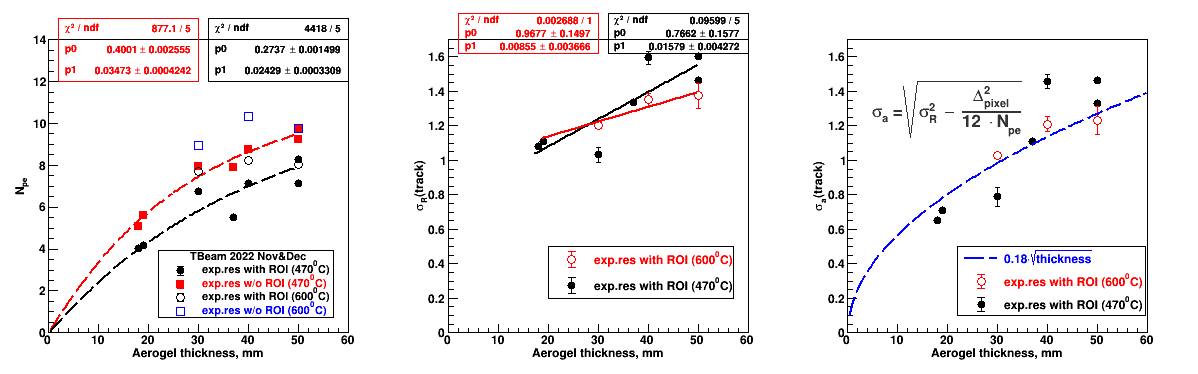 χ² / ndf 877.1 / 5
p0 0.4001 ± 0.002555
p1 0.03473 ± 0.0004242
χ² / ndf 4418 / 5
p0 0.2737 ± 0.001499
p1 0.02429 ± 0.0003309
14
12
10
8
6
4
2
0
N_pe
0 10 20 30 40 50 60
Aerogel thickness, mm
TBeam 2022 Nov&Dec
exp.res with ROI (470⁰C)
exp.res w/o ROI (470⁰C)
exp.res with ROI (600⁰C)
exp.res w/o ROI (600⁰C)
χ² / ndf 0.002688 / 1
p0 0.9677 ± 0.1497
p1 0.00855 ± 0.003666
χ² / ndf 0.09599 / 5
p0 0.7662 ± 0.1577
p1 0.01579 ± 0.004272
1.6
1.4
1.2
1
0.8
0.6
0.4
0.2
0
σ_R(track)
0 10 20 30 40 50 60
Aerogel thickness, mm
exp.res with ROI (600⁰C)
exp.res with ROI (470⁰C)
1.6
1.4
1.2
1
0.8
0.6
0.4
0.2
0
σ_a(track)
0 10 20 30 40 50 60
Aerogel thickness, mm
σ_a = √(σ²_R − Δ²_pixel / 12 · N_pe)
0.18·√thickness
exp.res with ROI (600⁰C)
exp.res with ROI (470⁰C)